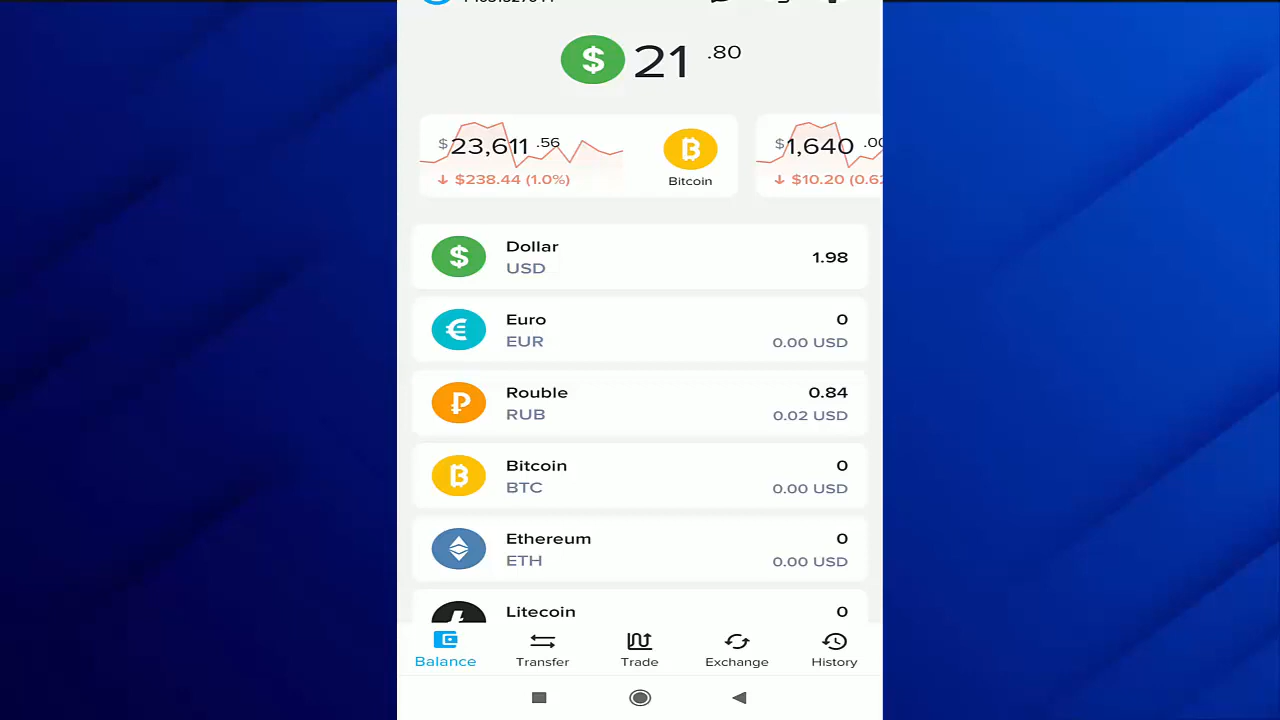 $ 21 .80
$23,611 .56
↓ $238.44 (1.0%)
Bitcoin
$1,640
↓ $10.20
Dollar
USD
1.98
Euro
EUR
0
0.00 USD
Rouble
RUB
0.84
0.02 USD
Bitcoin
BTC
0
0.00 USD
Ethereum
ETH
0
0.00 USD
Litecoin
0
Balance
Transfer
Trade
Exchange
History